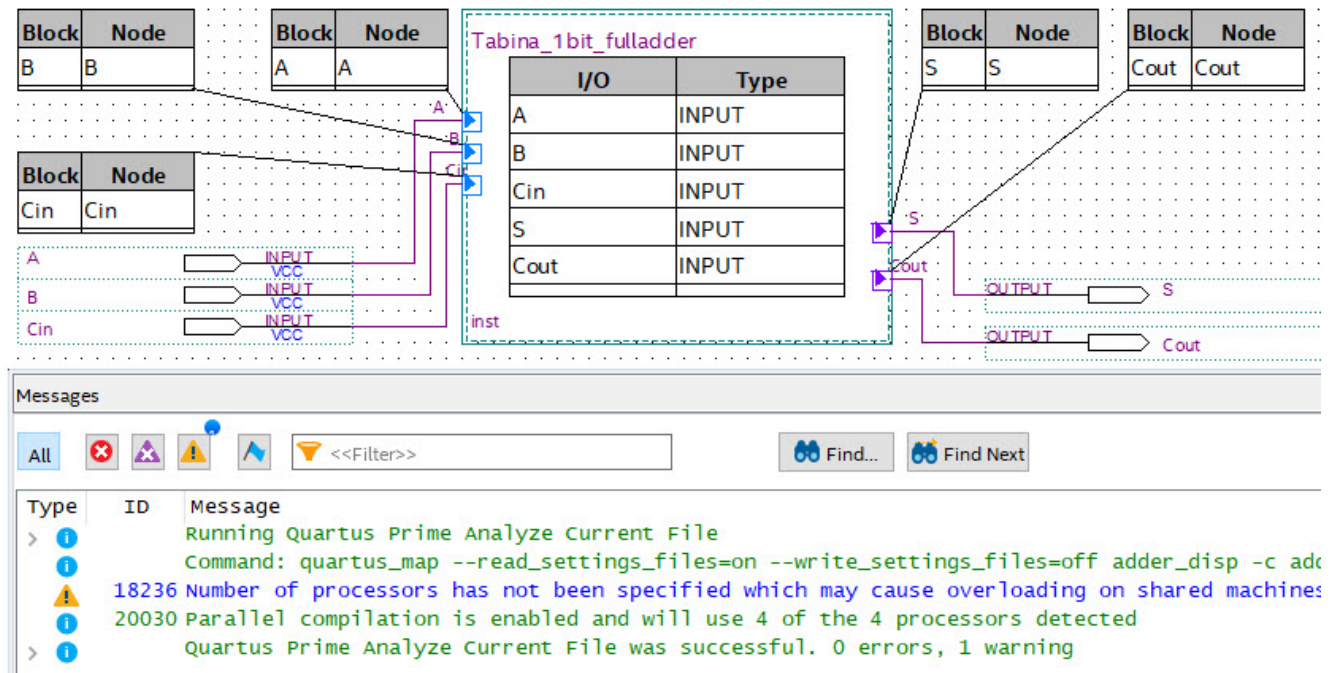 Block Node
B B
Block Node
A A
Tabina_1bit_fulladder
I/O Type
A INPUT
B INPUT
Cin INPUT
S INPUT
Cout INPUT
inst
Block Node
S S
Block Node
Cout Cout
Block Node
Cin Cin
A
B
Cin
A INPUT
VCC
B INPUT
VCC
Cin INPUT
VCC
S
Cout
OUTPUT S
OUTPUT Cout
Messages
All <<Filter>> Find... Find Next
Type ID Message
Running Quartus Prime Analyze Current File
Command: quartus_map --read_settings_files=on --write_settings_files=off adder_disp -c add
18236 Number of processors has not been specified which may cause overloading on shared machines
20030 Parallel compilation is enabled and will use 4 of the 4 processors detected
Quartus Prime Analyze Current File was successful. 0 errors, 1 warning